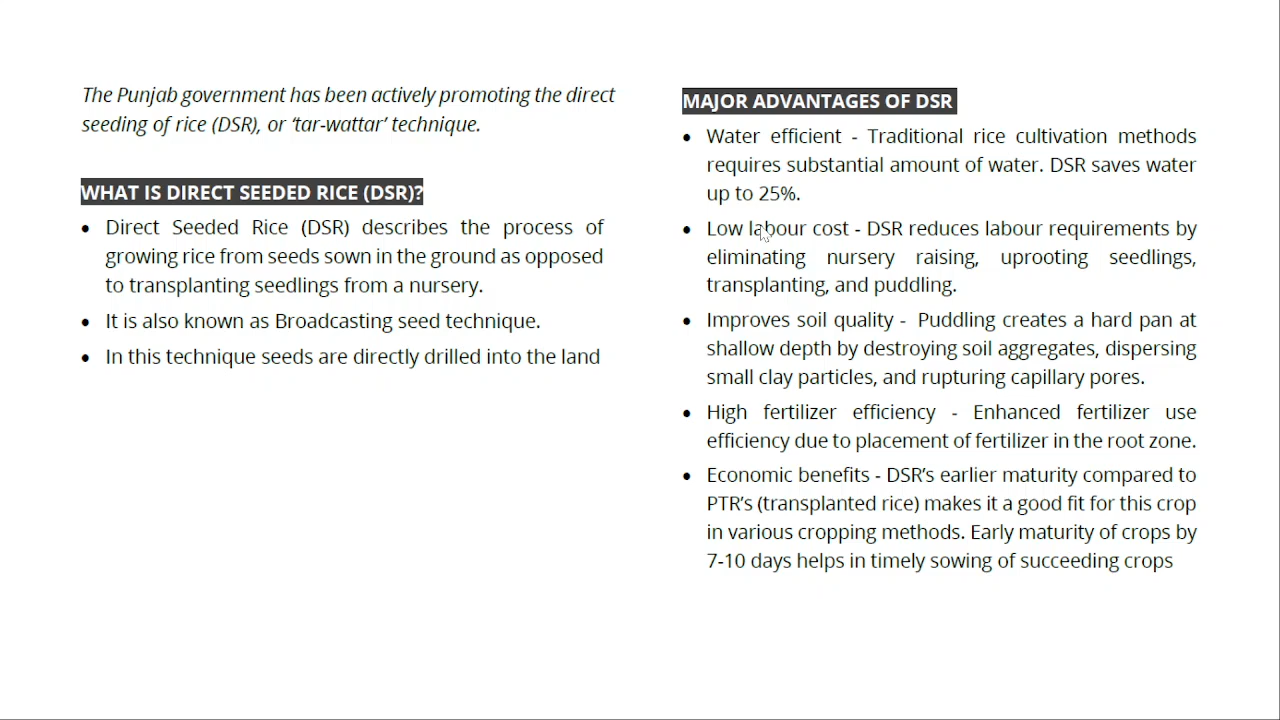 The Punjab government has been actively promoting the direct
seeding of rice (DSR), or ‘tar-wattar’ technique.
WHAT IS DIRECT SEEDED RICE (DSR)?
• Direct Seeded Rice (DSR) describes the process of
growing rice from seeds sown in the ground as opposed
to transplanting seedlings from a nursery.
• It is also known as Broadcasting seed technique.
• In this technique seeds are directly drilled into the land
MAJOR ADVANTAGES OF DSR
• Water efficient - Traditional rice cultivation methods
requires substantial amount of water. DSR saves water
up to 25%.
• Low labour cost - DSR reduces labour requirements by
eliminating nursery raising, uprooting seedlings,
transplanting, and puddling.
• Improves soil quality - Puddling creates a hard pan at
shallow depth by destroying soil aggregates, dispersing
small clay particles, and rupturing capillary pores.
• High fertilizer efficiency - Enhanced fertilizer use
efficiency due to placement of fertilizer in the root zone.
• Economic benefits - DSR’s earlier maturity compared to
PTR’s (transplanted rice) makes it a good fit for this crop
in various cropping methods. Early maturity of crops by
7-10 days helps in timely sowing of succeeding crops